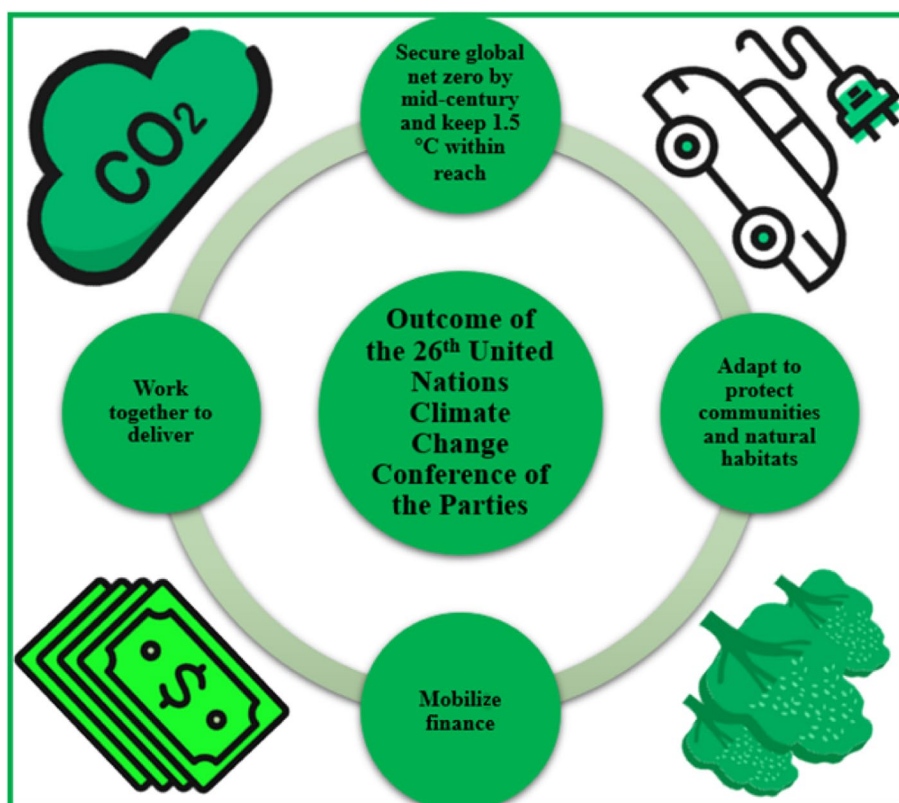 Secure global
net zero by
mid-century
and keep 1.5
°C within
reach
CO₂
Outcome of
the 26th United
Nations
Climate
Change
Conference of
the Parties
Work
together to
deliver
Adapt to
protect
communities
and natural
habitats
$
Mobilize
finance